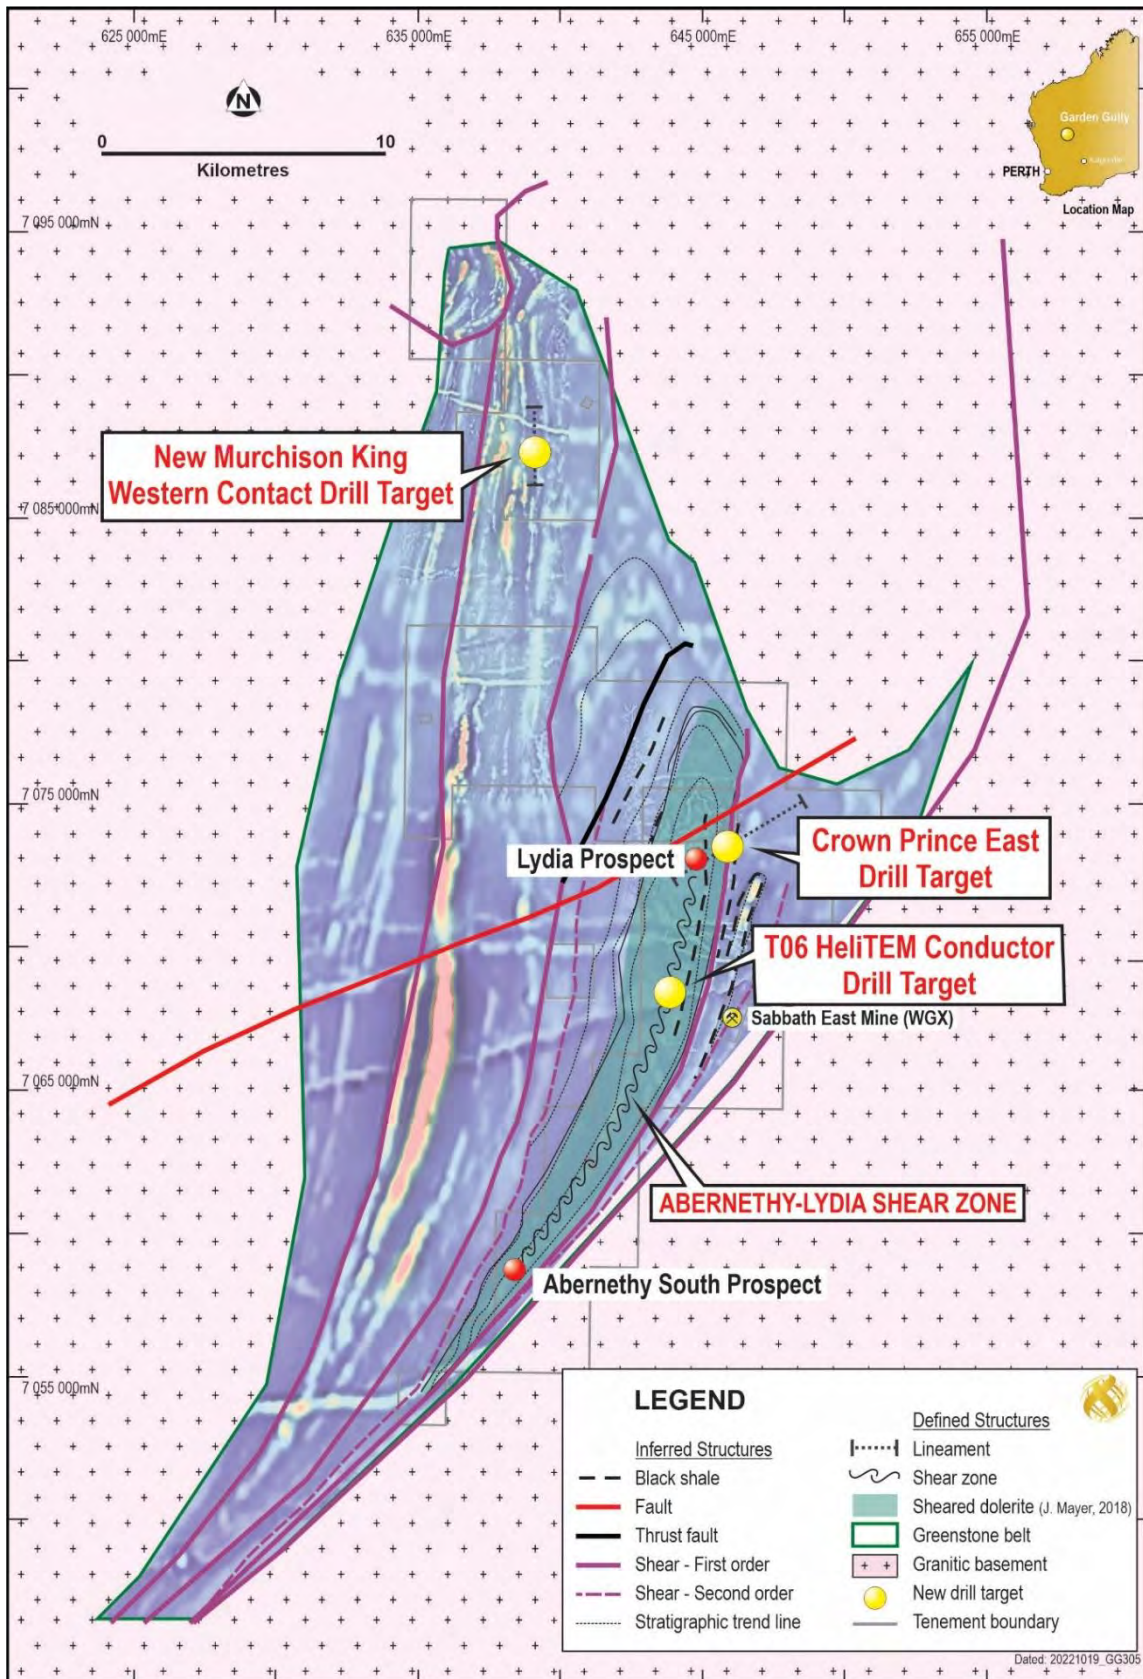 625 000mE
635 000mE
645 000mE
655 000mE
N
0
10
Kilometres
Garden Gully
Kalgoorlie
PERTH
Location Map
7 095 000mN
New Murchison King
Western Contact Drill Target
7 085 000mN
7 075 000mN
Lydia Prospect
Crown Prince East
Drill Target
T06 HeliTEM Conductor
Drill Target
Sabbath East Mine (WGX)
7 065 000mN
ABERNETHY-LYDIA SHEAR ZONE
Abernethy South Prospect
7 055 000mN
LEGEND
Inferred Structures
Black shale
Fault
Thrust fault
Shear - First order
Shear - Second order
Stratigraphic trend line
Defined Structures
Lineament
Shear zone
Sheared dolerite (J. Mayer, 2018)
Greenstone belt
Granitic basement
New drill target
Tenement boundary
Dated: 20221019_GG305